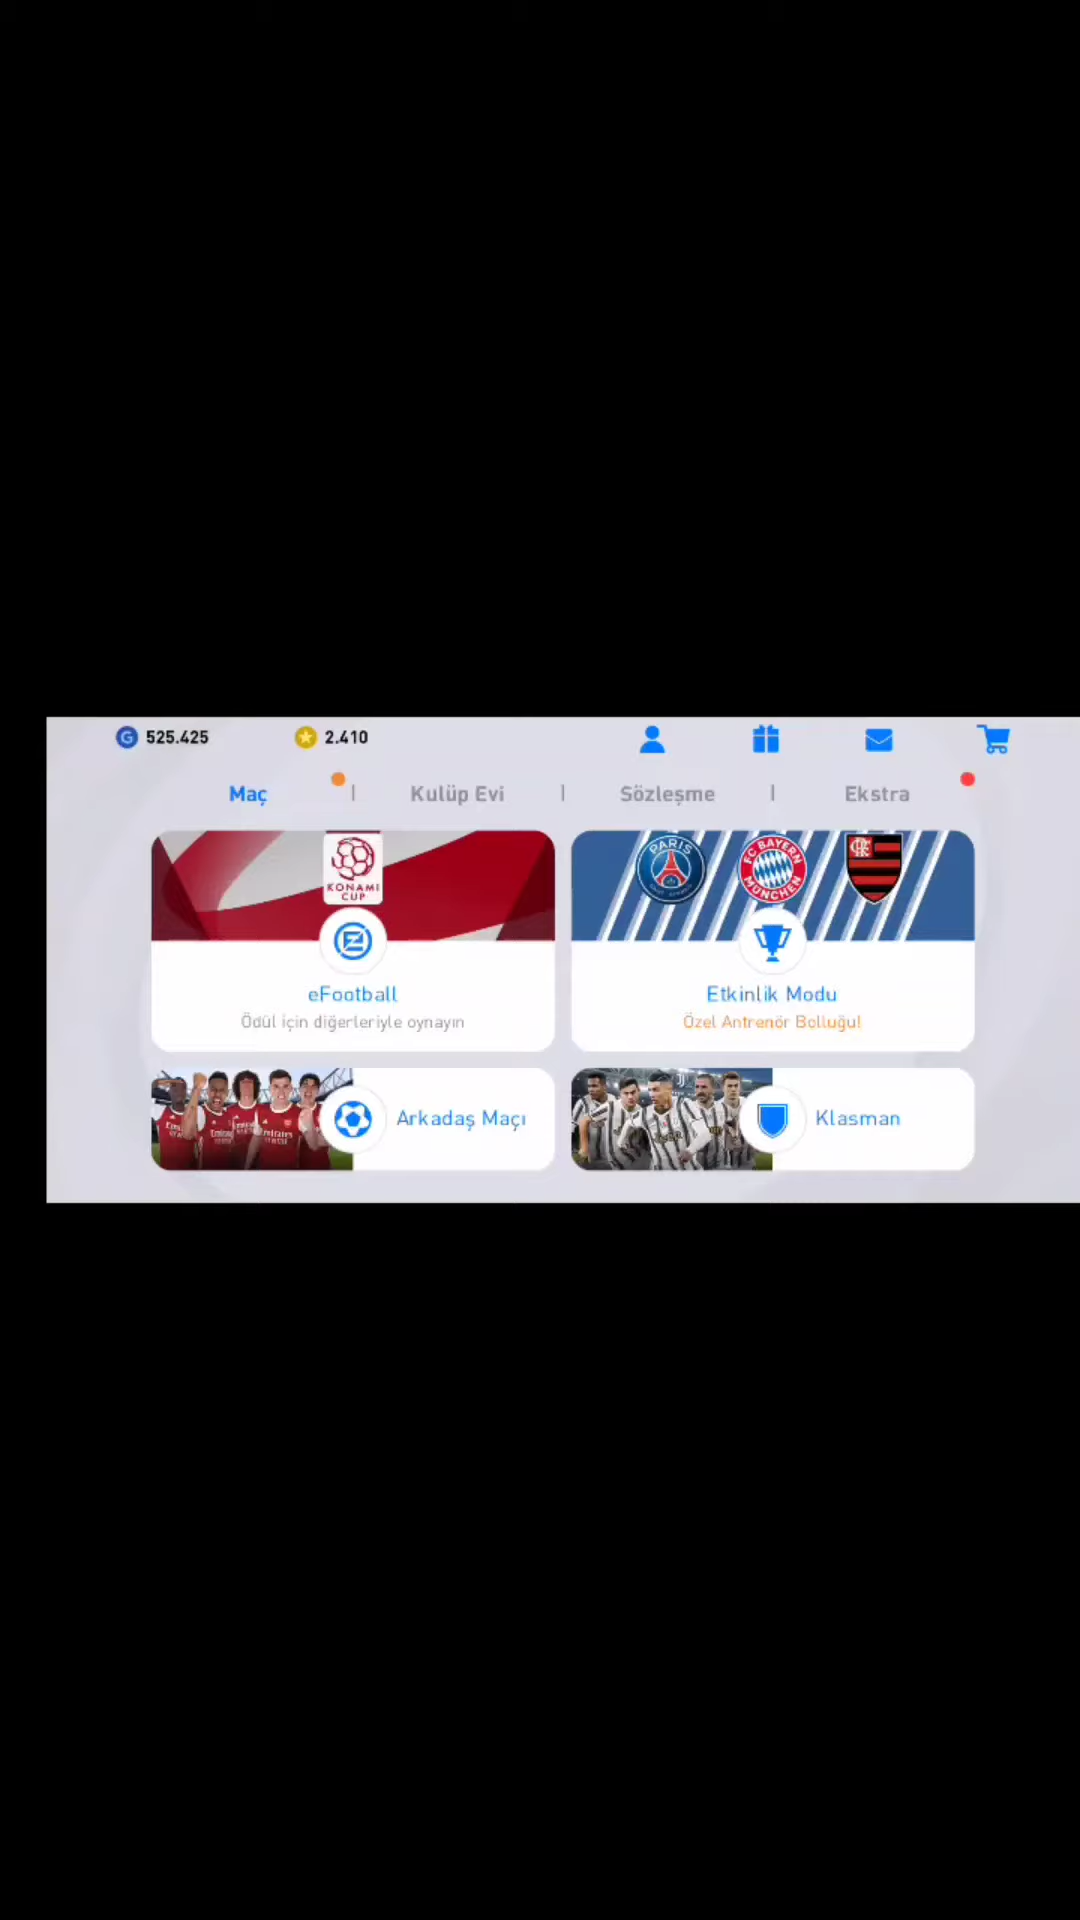 G 525.425 2.410
Maç | Kulüp Evi | Sözleşme | Ekstra
KONAMI
CUP
eFootball
Ödül için diğerleriyle oynayın
PARIS
FC BAYERN
MÜNCHEN
Etkinlik Modu
Özel Antrenör Bolluğu!
Arkadaş Maçı
Klasman